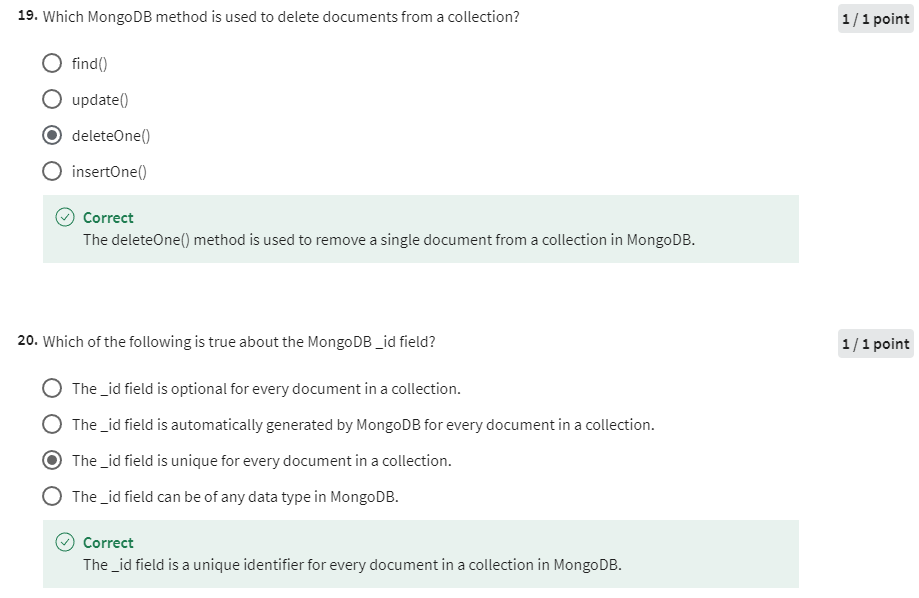 19. Which MongoDB method is used to delete documents from a collection?
1 / 1 point
find()
update()
deleteOne()
insertOne()
Correct
The deleteOne() method is used to remove a single document from a collection in MongoDB.
20. Which of the following is true about the MongoDB _id field?
1 / 1 point
The _id field is optional for every document in a collection.
The _id field is automatically generated by MongoDB for every document in a collection.
The _id field is unique for every document in a collection.
The _id field can be of any data type in MongoDB.
Correct
The _id field is a unique identifier for every document in a collection in MongoDB.